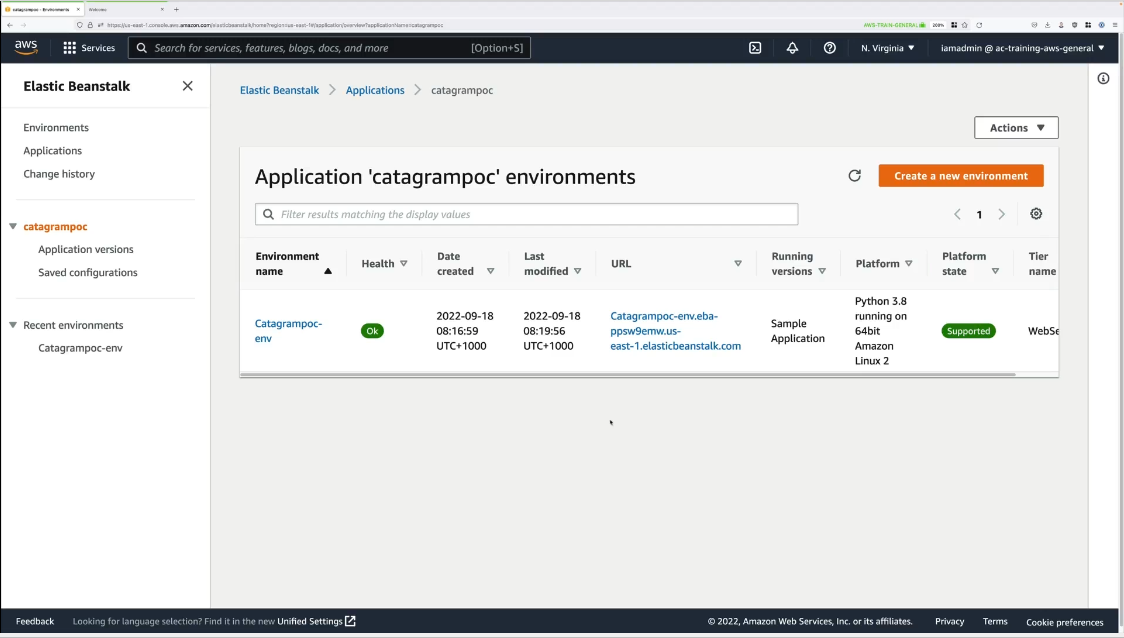 catagrampoc - Environments
Welcome
https://us-east-1.console.aws.amazon.com/elasticbeanstalk/home?region=us-east-1#/application/overview?applicationName=catagrampoc
AWS-TRAIN-GENERAL
200%
aws
Services
Search for services, features, blogs, docs, and more
[Option+S]
N. Virginia
iamadmin @ ac-training-aws-general
Elastic Beanstalk
Environments
Applications
Change history
catagrampoc
Application versions
Saved configurations
Recent environments
Catagrampoc-env
Elastic Beanstalk
Applications
catagrampoc
Actions
Application 'catagrampoc' environments
Create a new environment
Filter results matching the display values
1
Environment
name
Health
Date
created
Last
modified
URL
Running
versions
Platform
Platform
state
Tier
name
Catagrampoc-
env
Ok
2022-09-18
08:16:59
UTC+1000
2022-09-18
08:19:56
UTC+1000
Catagrampoc-env.eba-
ppsw9emw.us-
east-1.elasticbeanstalk.com
Sample
Application
Python 3.8
running on
64bit
Amazon
Linux 2
Supported
WebSe
Feedback
Looking for language selection? Find it in the new Unified Settings
© 2022, Amazon Web Services, Inc. or its affiliates.
Privacy
Terms
Cookie preferences